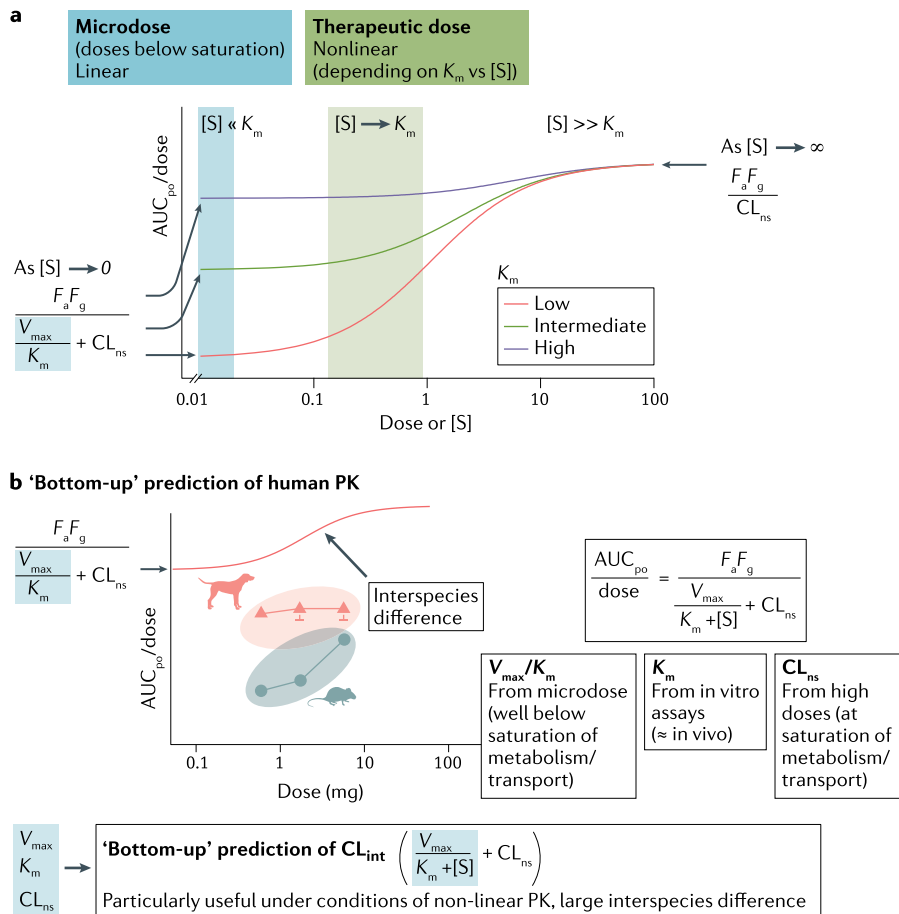 a
Microdose
(doses below saturation)
Linear
Therapeutic dose
Nonlinear
(depending on Km vs [S])
[S] « Km
[S] → Km
[S] >> Km
As [S] → ∞
FaFg
CLns
AUCpo/dose
As [S] → 0
FaFg
Vmax
Km
+ CLns
Km
Low
Intermediate
High
0.01
0.1
1
10
100
Dose or [S]
b 'Bottom-up' prediction of human PK
FaFg
Vmax
Km
+ CLns
AUCpo/dose
Interspecies
difference
0.1
1
10
100
Dose (mg)
AUCpo
dose
=
FaFg
Vmax
Km +[S]
+ CLns
Vmax/Km
From microdose
(well below
saturation of
metabolism/
transport)
Km
From in vitro
assays
(≈ in vivo)
CLns
From high
doses (at
saturation of
metabolism/
transport)
Vmax
Km
CLns
'Bottom-up' prediction of CLint
(Vmax
Km +[S]
+ CLns)
Particularly useful under conditions of non-linear PK, large interspecies difference